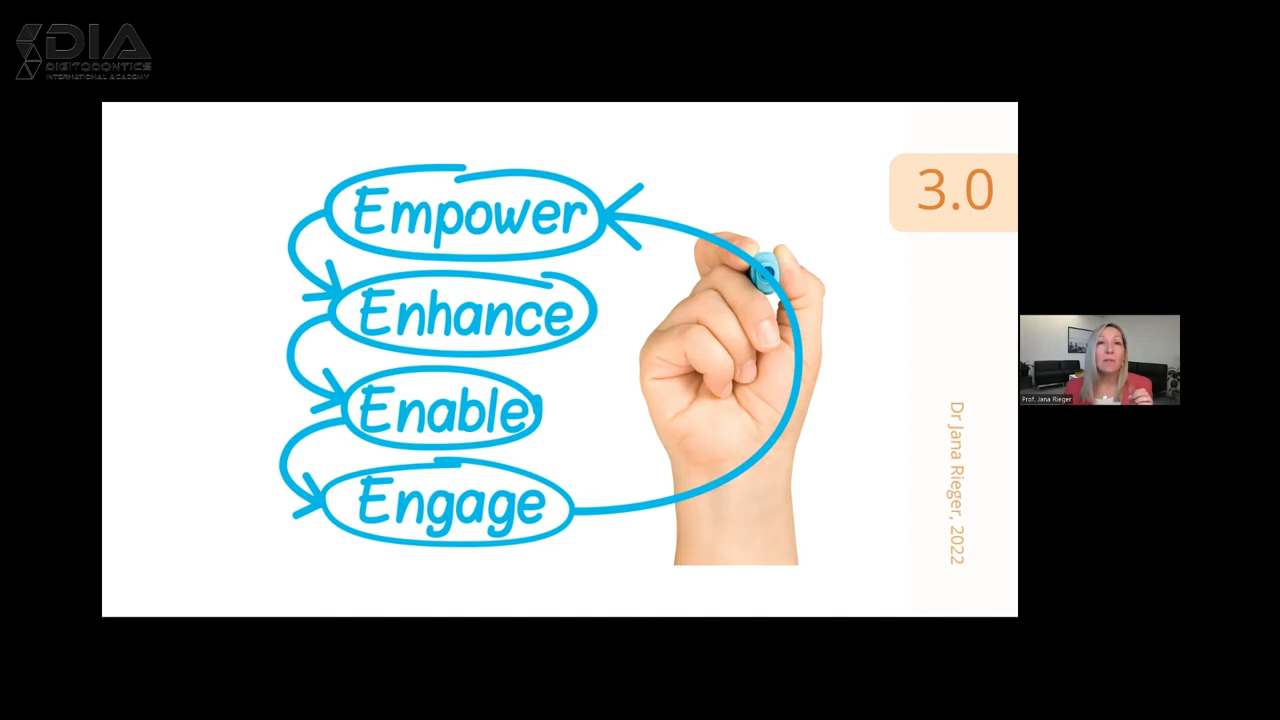 DIA
DIGITODONTICS
INTERNATIONAL ACADEMY
Empower
Enhance
Enable
Engage
3.0
Dr Jana Rieger, 2022
Prof. Jana Rieger